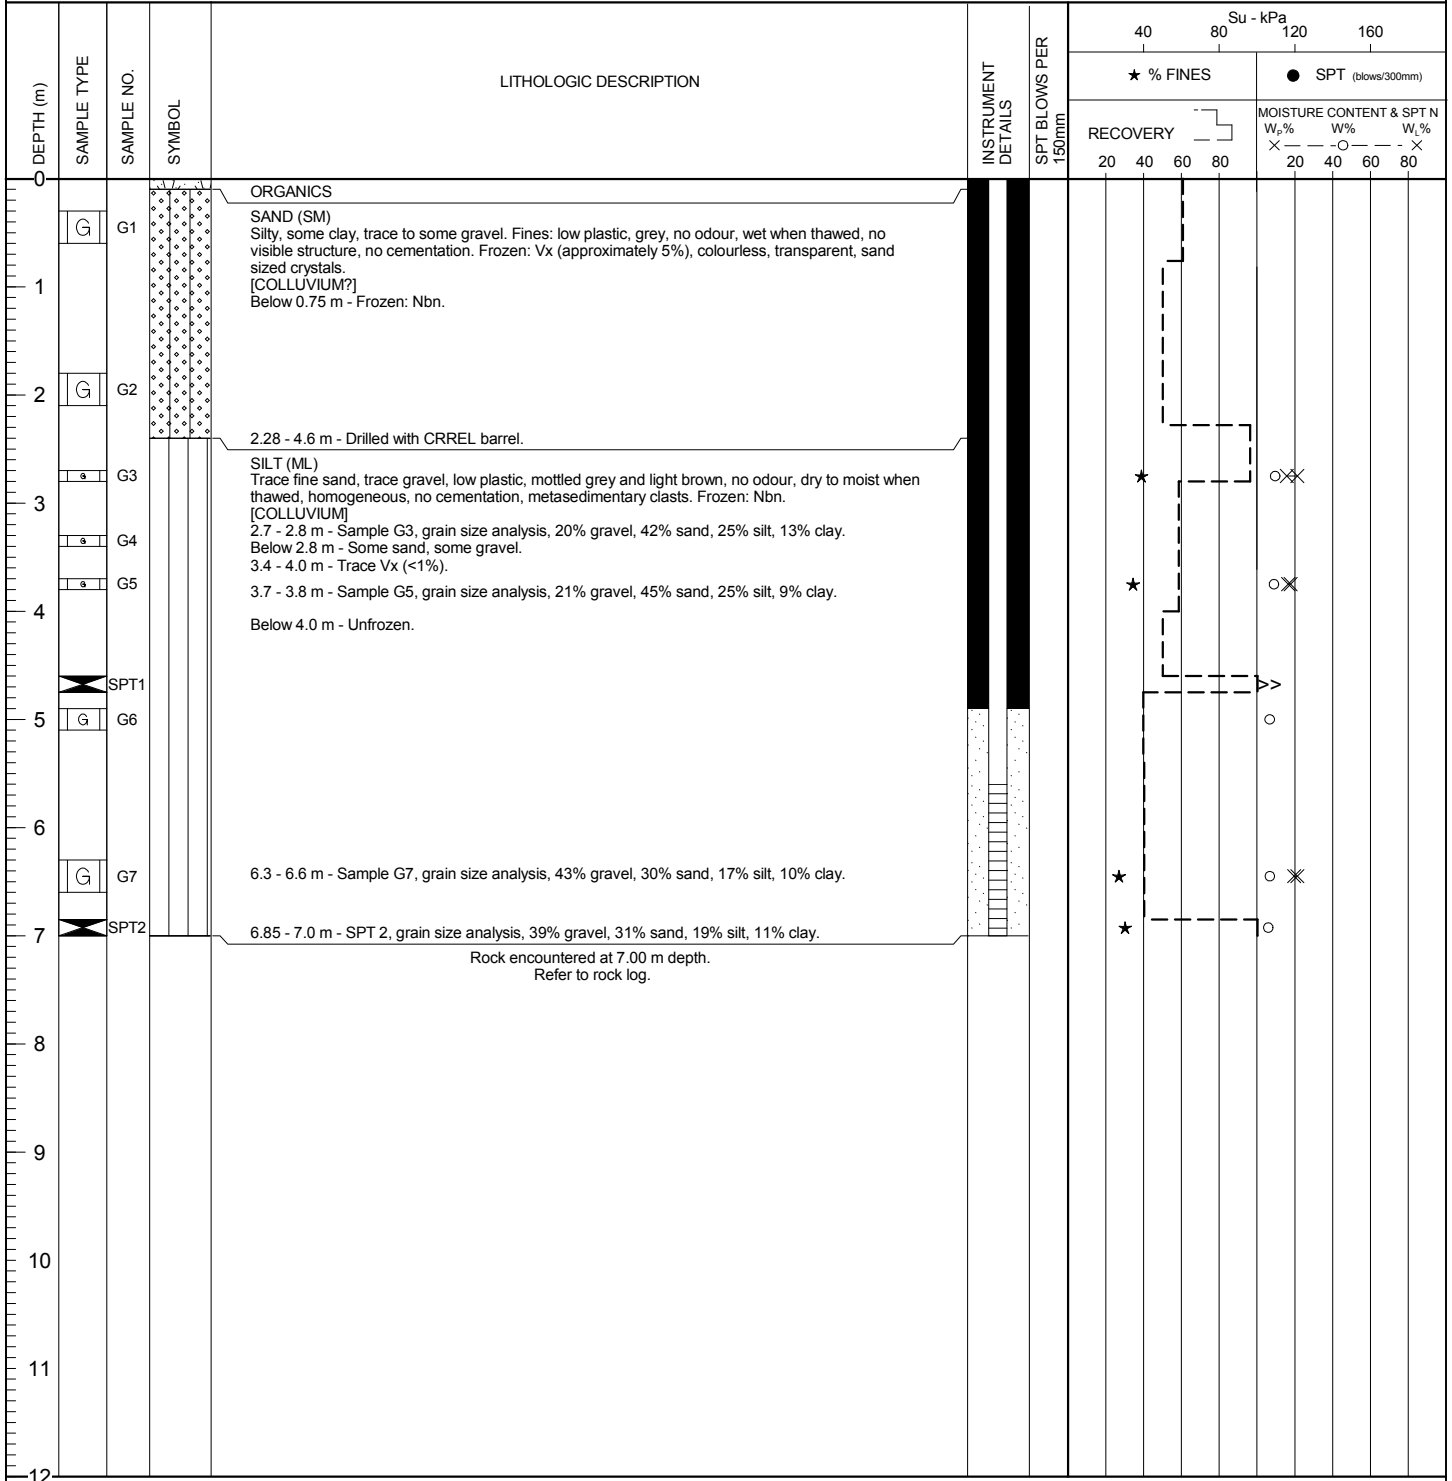 DEPTH (m)
SAMPLE TYPE
SAMPLE NO.
SYMBOL
LITHOLOGIC DESCRIPTION
INSTRUMENT
DETAILS
SPT BLOWS PER
150mm
Su - kPa
40 80 120 160
★ % FINES
● SPT (blows/300mm)
RECOVERY
MOISTURE CONTENT & SPT N
WP% W% WL%
20 40 60 80 20 40 60 80
0
ORGANICS
SAND (SM)
G G1
Silty, some clay, trace to some gravel. Fines: low plastic, grey, no odour, wet when thawed, no
visible structure, no cementation. Frozen: Vx (approximately 5%), colourless, transparent, sand
sized crystals.
[COLLUVIUM?]
1
Below 0.75 m - Frozen: Nbn.
G G2
2
2.28 - 4.6 m - Drilled with CRREL barrel.
SILT (ML)
G G3
Trace fine sand, trace gravel, low plastic, mottled grey and light brown, no odour, dry to moist when
thawed, homogeneous, no cementation, metasedimentary clasts. Frozen: Nbn.
3
[COLLUVIUM]
2.7 - 2.8 m - Sample G3, grain size analysis, 20% gravel, 42% sand, 25% silt, 13% clay.
G G4
Below 2.8 m - Some sand, some gravel.
3.4 - 4.0 m - Trace Vx (<1%).
G G5
3.7 - 3.8 m - Sample G5, grain size analysis, 21% gravel, 45% sand, 25% silt, 9% clay.
4
Below 4.0 m - Unfrozen.
SPT1
>>
5
G G6
6
G G7
6.3 - 6.6 m - Sample G7, grain size analysis, 43% gravel, 30% sand, 17% silt, 10% clay.
SPT2
6.85 - 7.0 m - SPT 2, grain size analysis, 39% gravel, 31% sand, 19% silt, 11% clay.
7
Rock encountered at 7.00 m depth.
Refer to rock log.
8
9
10
11
12